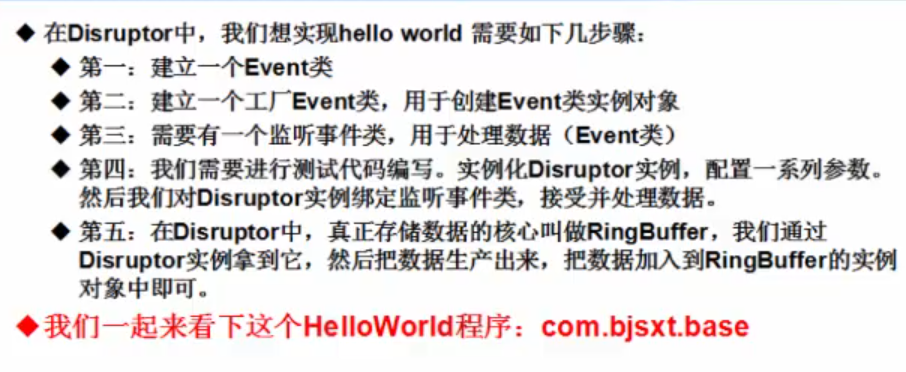 ◆ 在Disruptor中，我们想实现hello world 需要如下几步骤：
◆ 第一：建立一个Event类
◆ 第二：建立一个工厂Event类，用于创建Event类实例对象
◆ 第三：需要有一个监听事件类，用于处理数据（Event类）
◆ 第四：我们需要进行测试代码编写。实例化Disruptor实例，配置一系列参数。
然后我们对Disruptor实例绑定监听事件类，接受并处理数据。
◆ 第五：在Disruptor中，真正存储数据的核心叫做RingBuffer，我们通过
Disruptor实例拿到它，然后把数据生产出来，把数据加入到RingBuffer的实例
对象中即可。
◆我们一起来看下这个HelloWorld程序：com.bjsxt.base